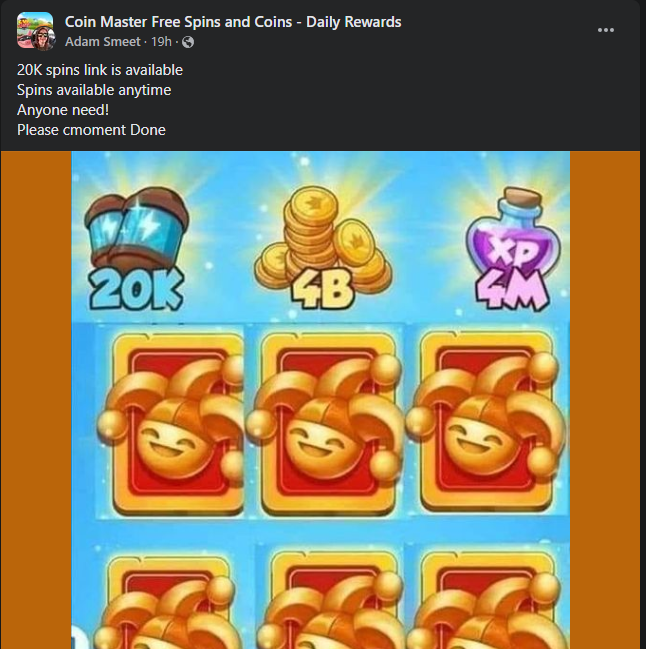 Coin Master Free Spins and Coins - Daily Rewards
Adam Smeet · 19h ·
20K spins link is available
Spins available anytime
Anyone need!
Please cmoment Done
20K
4B
XP
4M